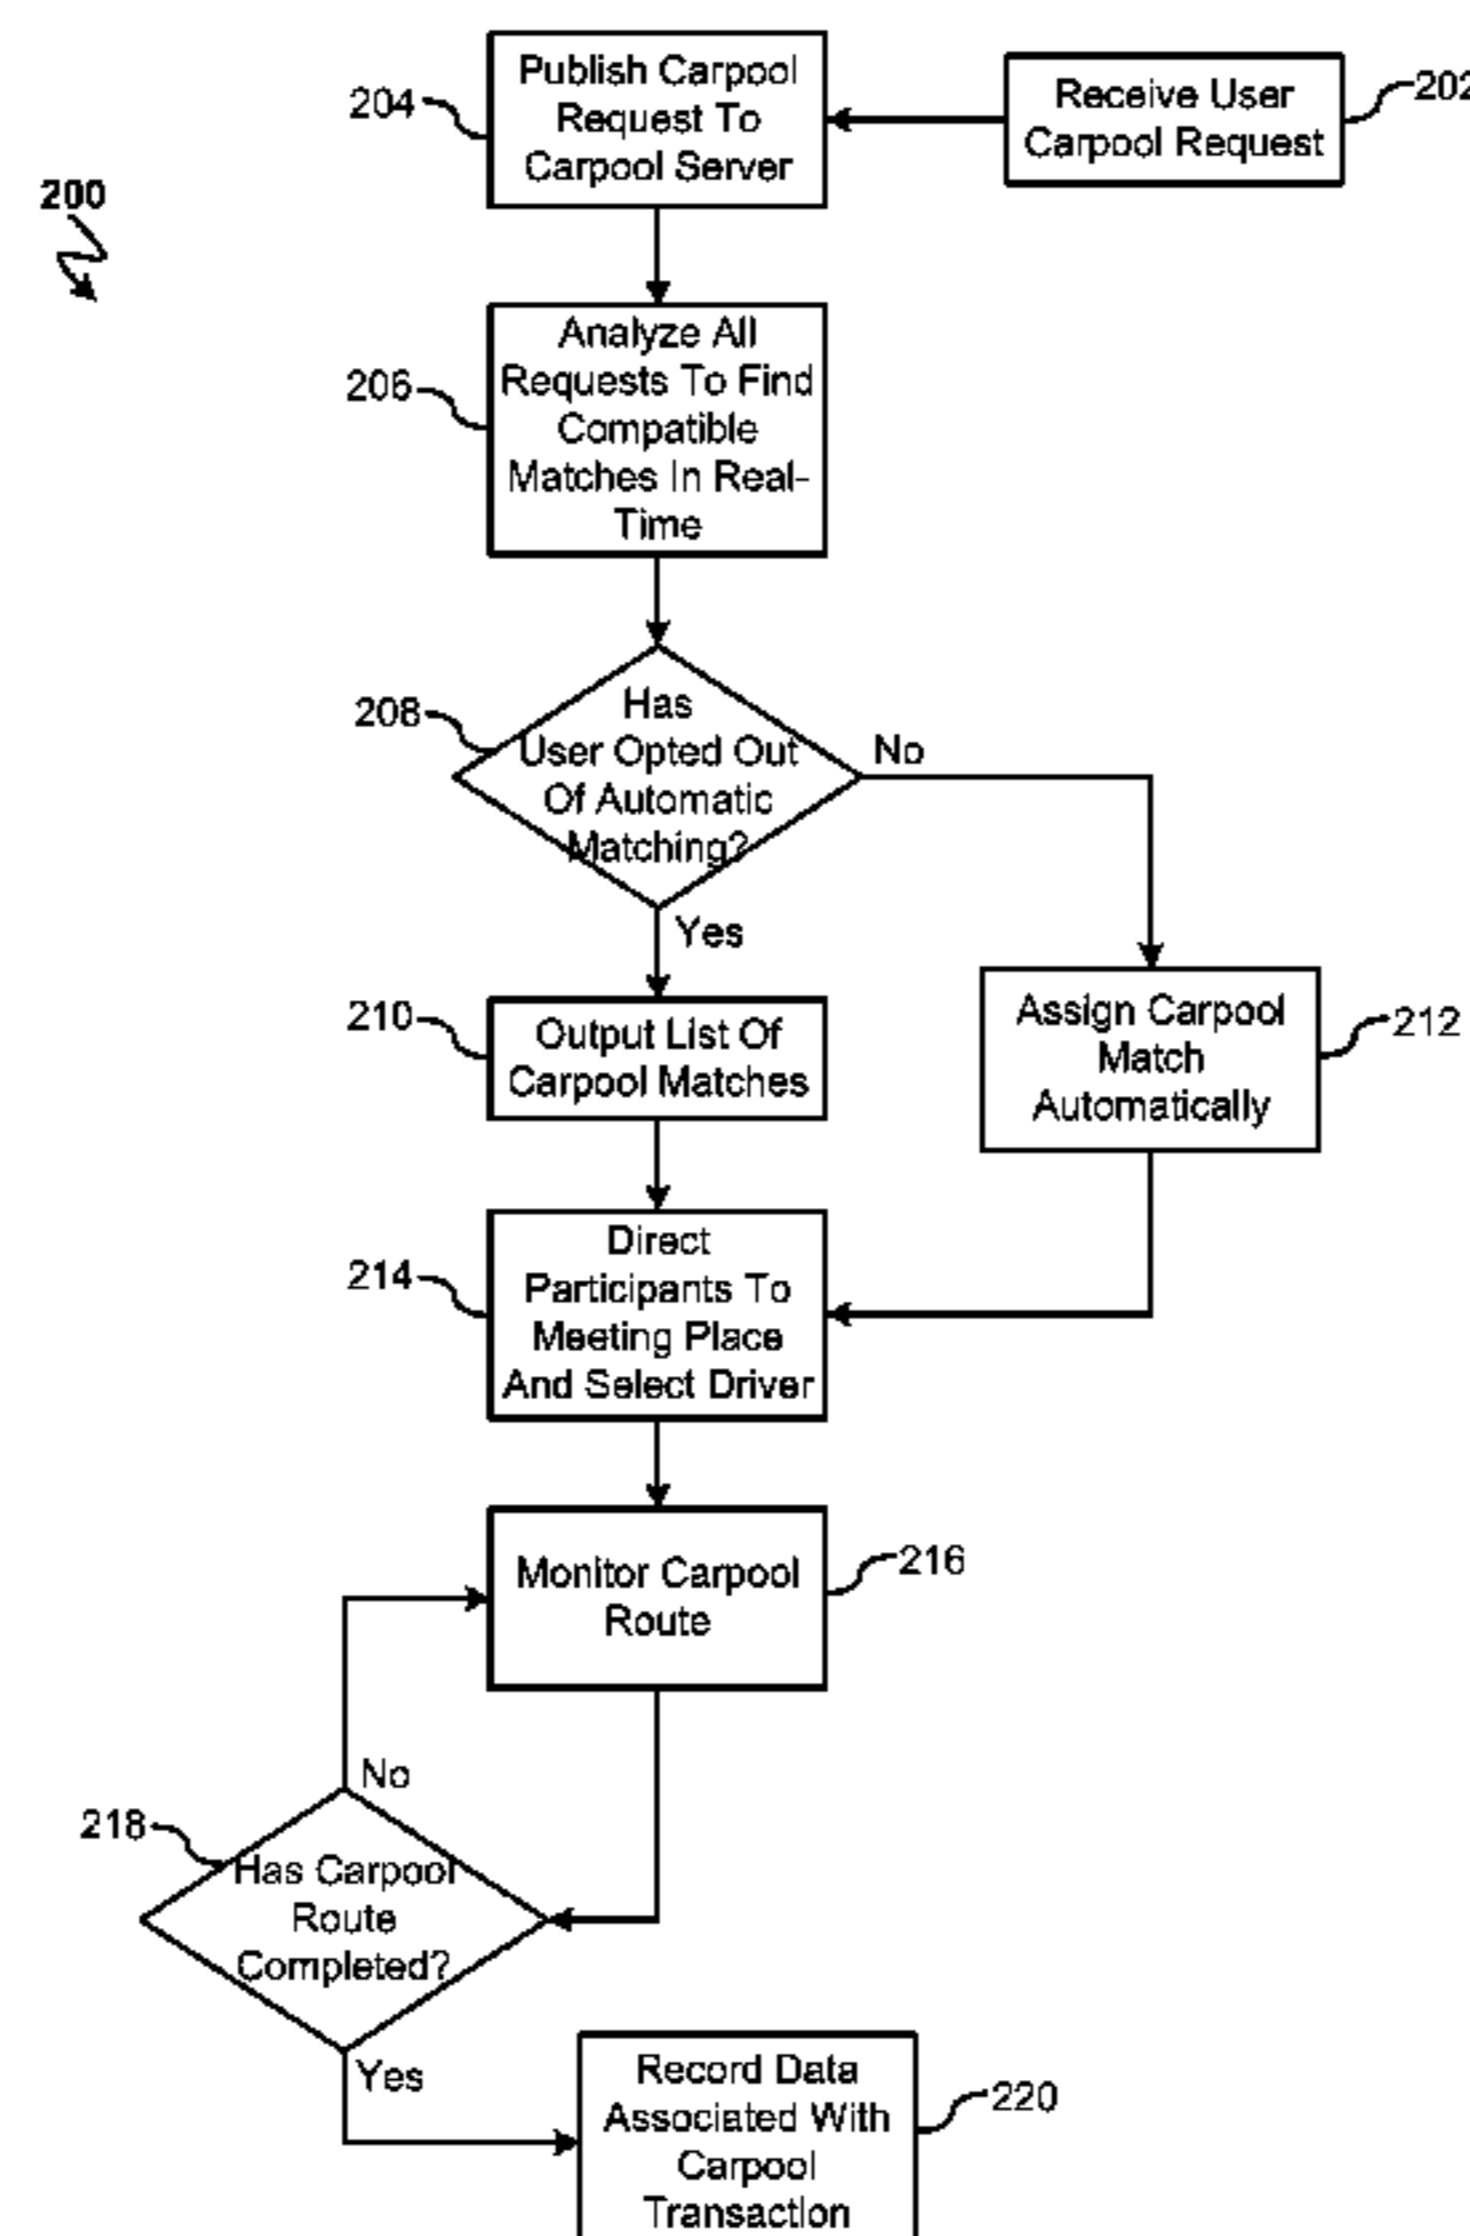 204
Publish Carpool
Request To
Carpool Server
Receive User
Carpool Request
202
200
206
Analyze All
Requests To Find
Compatible
Matches In Real-
Time
208
Has
User Opted Out
Of Automatic
Matching?
No
Yes
210
Output List Of
Carpool Matches
Assign Carpool
Match
Automatically
212
214
Direct
Participants To
Meeting Place
And Select Driver
Monitor Carpool
Route
216
No
218
Has Carpool
Route
Completed?
Yes
Record Data
Associated With
Carpool
Transaction
220